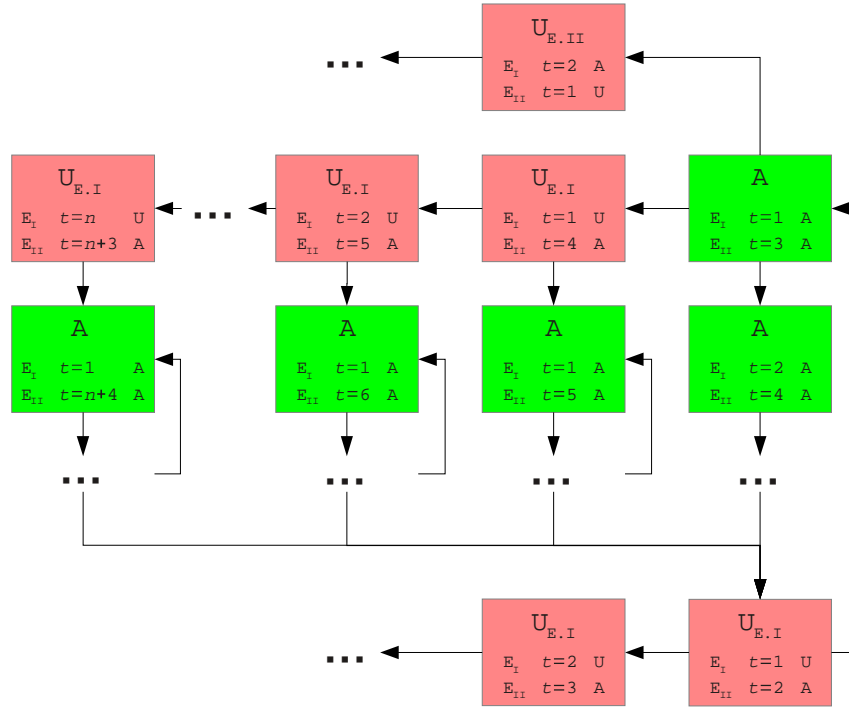 U_E.II
... E_I t=2 A
E_II t=1 U
U_E.I U_E.I U_E.I A
E_I t=n U ... E_I t=2 U E_I t=1 U E_I t=1 A
E_II t=n+3 A E_II t=5 A E_II t=4 A E_II t=3 A
A A A A
E_I t=1 A E_I t=1 A E_I t=1 A E_I t=2 A
E_II t=n+4 A E_II t=6 A E_II t=5 A E_II t=4 A
... ... ... ...
U_E.I U_E.I
... E_I t=2 U E_I t=1 U
E_II t=3 A E_II t=2 A